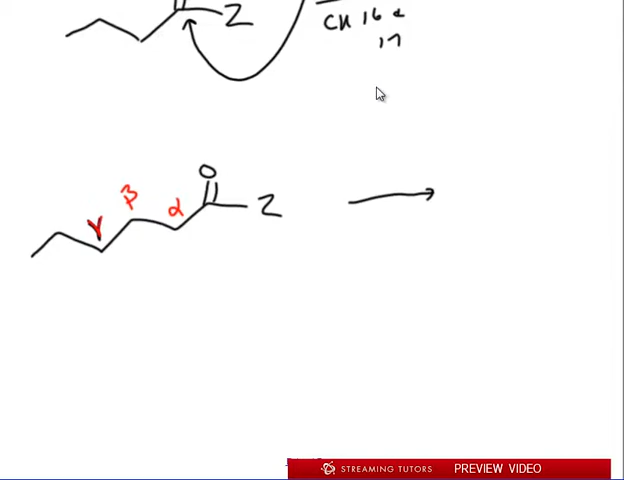 Z
CH 16 &
17
O
β
γ
α
Z
STREAMING TUTORS PREVIEW VIDEO